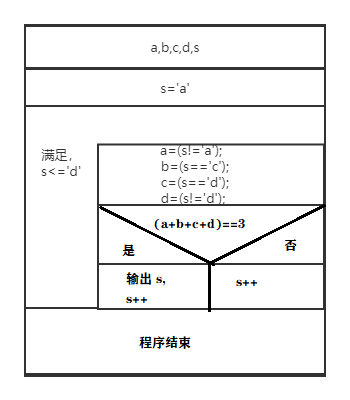 a,b,c,d,s
s='a'
满足，
s<='d'
a=(s!='a');
b=(s=='c');
c=(s=='d');
d=(s!='d');
(a+b+c+d)==3
是
否
输出 s,
s++
s++
程序结束